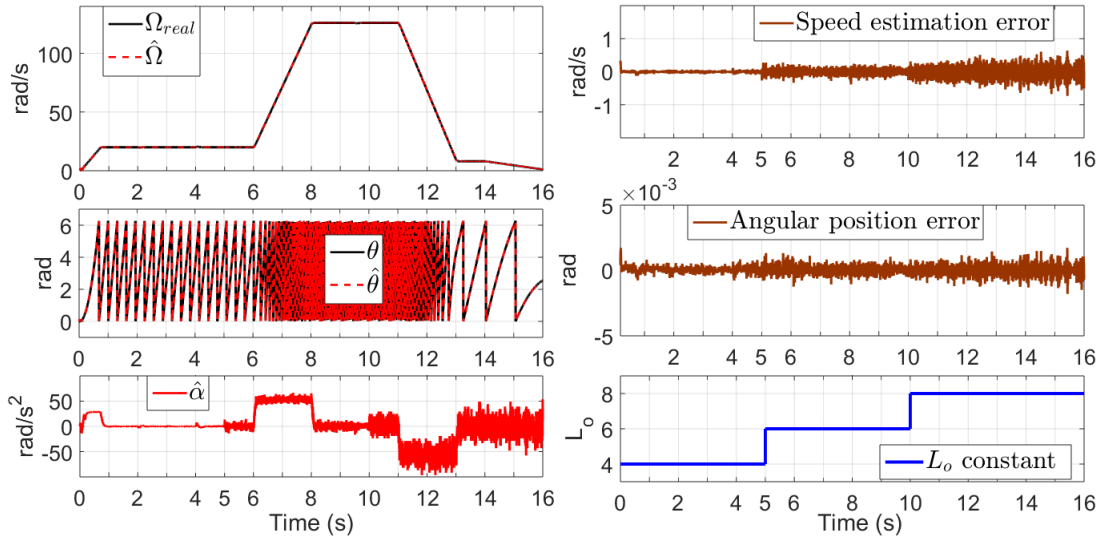 Ω_real
Ω̂
rad/s
100
50
0
0 2 4 5 6 8 10 12 14 16
θ
θ̂
rad
6
4
2
0
0 2 4 5 6 8 10 12 14 16
α̂
rad/s²
50
0
-50
0 2 4 5 6 8 10 12 14 16
Time (s)
Speed estimation error
rad/s
1
0
-1
2 4 5 6 8 10 12 14 16
×10⁻³
Angular position error
rad
5
0
-5
2 4 5 6 8 10 12 14 16
L_o
8
6
4
L_o constant
0 2 4 5 6 8 10 12 14 16
Time (s)